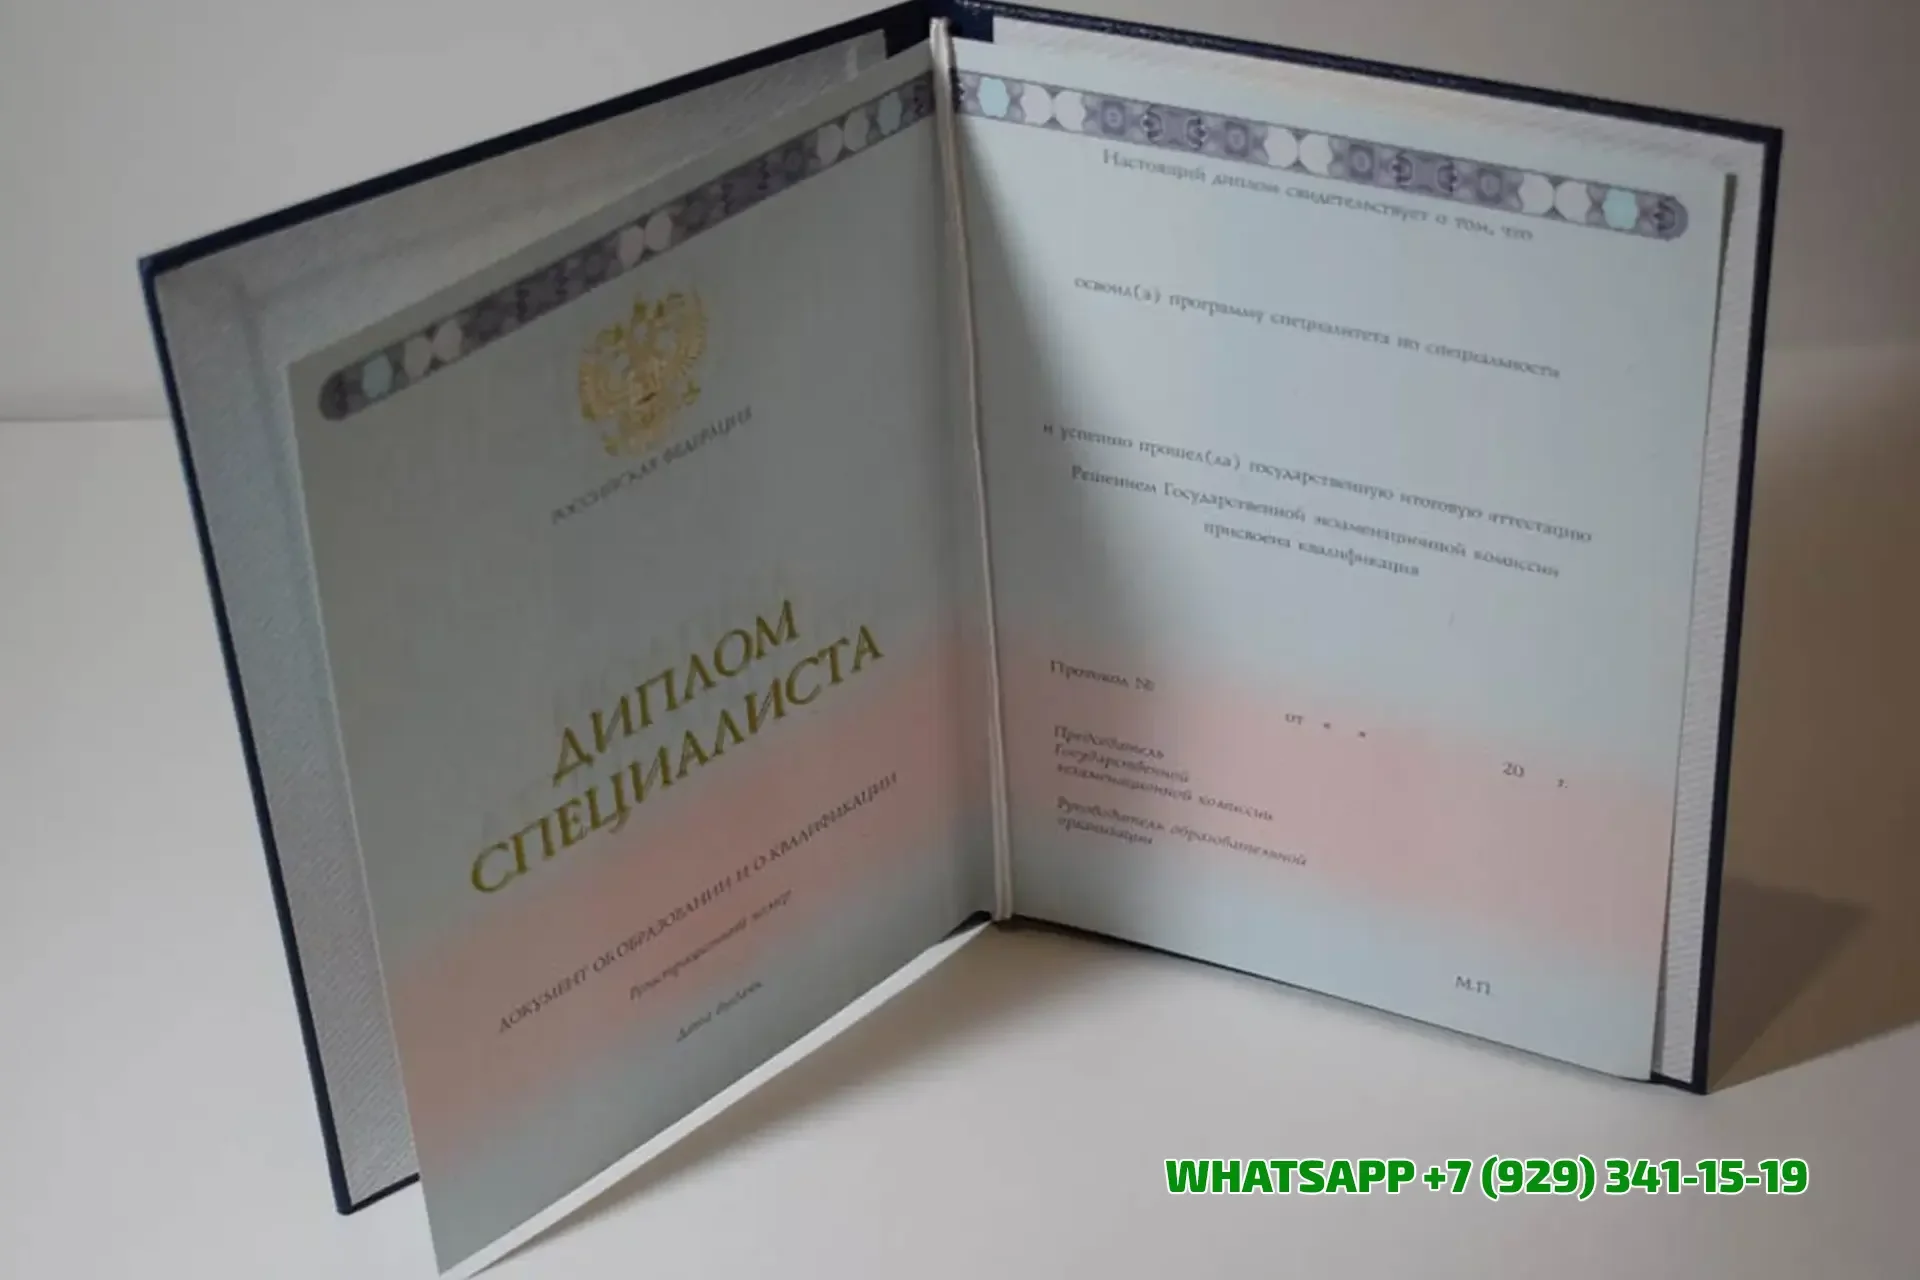 РОССИЙСКАЯ ФЕДЕРАЦИЯ
ДИПЛОМ
СПЕЦИАЛИСТА
ДОКУМЕНТ ОБ ОБРАЗОВАНИИ И О КВАЛИФИКАЦИИ
Регистрационный номер
Дата выдачи
Настоящий диплом свидетельствует о том, что
освоил(а) программу специалитета по специальности
и успешно прошел(ла) государственную итоговую аттестацию
Решением Государственной экзаменационной комиссии
присвоена квалификация
Протокол №
от « » 20 г.
Председатель
Государственной
экзаменационной комиссии
Руководитель образовательной
организации
М.П.
WHATSAPP +7 (929) 341-15-19